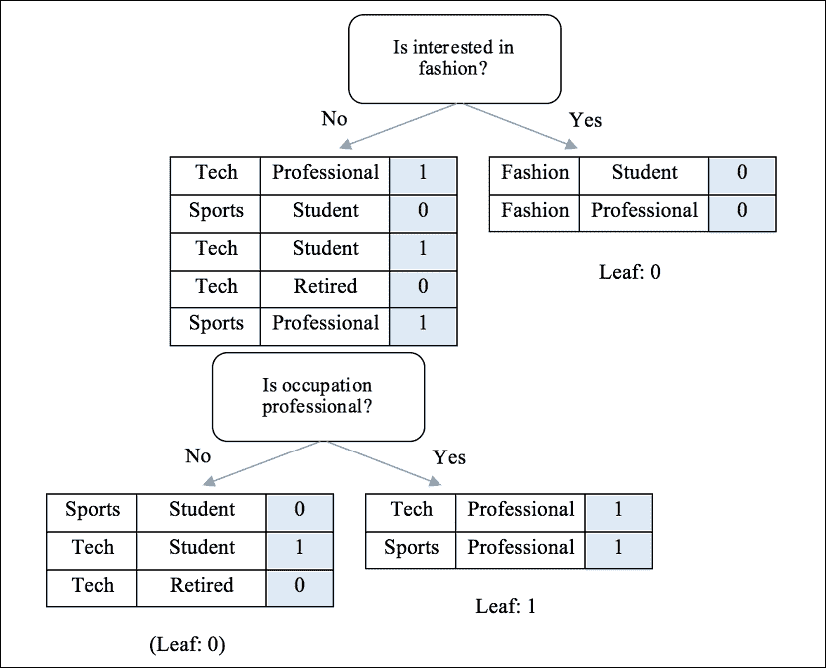 Is interested in
fashion?
No
Yes
Tech Professional 1
Sports Student 0
Tech Student 1
Tech Retired 0
Sports Professional 1
Fashion Student 0
Fashion Professional 0
Leaf: 0
Is occupation
professional?
No
Yes
Sports Student 0
Tech Student 1
Tech Retired 0
(Leaf: 0)
Tech Professional 1
Sports Professional 1
Leaf: 1